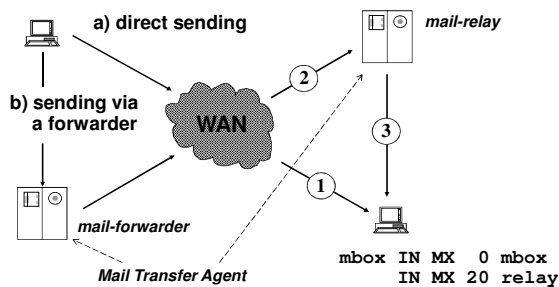 a) direct sending
mail-relay
2
b) sending via
a forwarder
WAN
3
1
mail-forwarder
Mail Transfer Agent
mbox IN MX 0 mbox
IN MX 20 relay